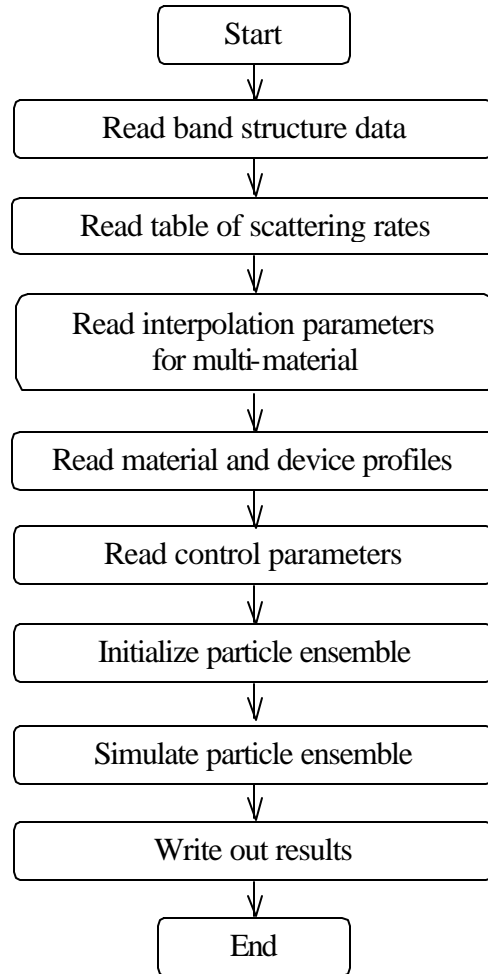 Start
Read band structure data
Read table of scattering rates
Read interpolation parameters
for multi-material
Read material and device profiles
Read control parameters
Initialize particle ensemble
Simulate particle ensemble
Write out results
End